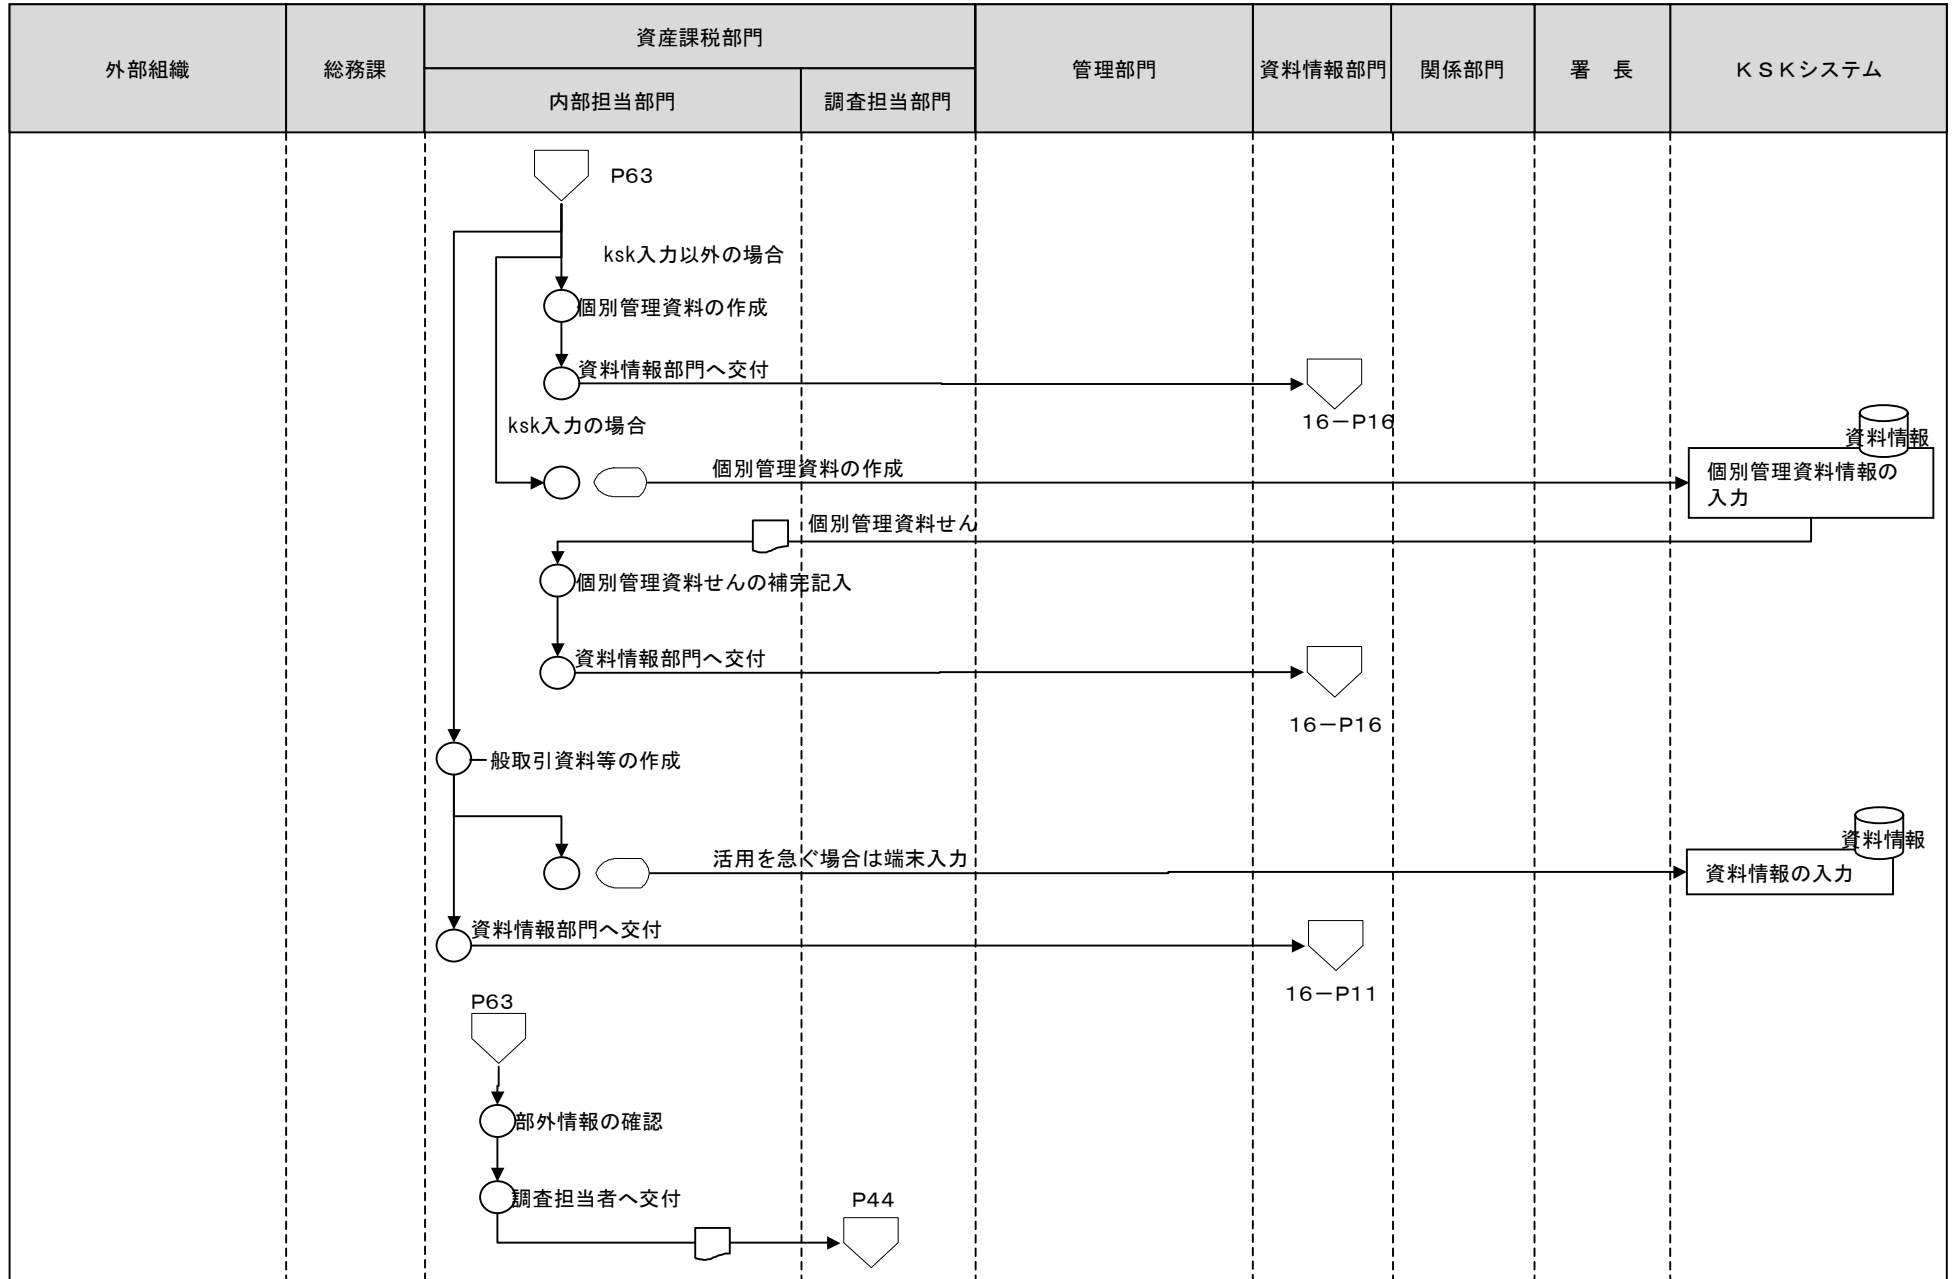 外部組織
総務課
資産課税部門
内部担当部門
調査担当部門
管理部門
資料情報部門
関係部門
署　長
ＫＳＫシステム
P63
ksk入力以外の場合
個別管理資料の作成
資料情報部門へ交付
16－P16
ksk入力の場合
資料情報
個別管理資料の作成
個別管理資料情報の
入力
個別管理資料せん
個別管理資料せんの補完記入
資料情報部門へ交付
16－P16
一般取引資料等の作成
資料情報
活用を急ぐ場合は端末入力
資料情報の入力
資料情報部門へ交付
16－P11
P63
部外情報の確認
調査担当者へ交付
P44